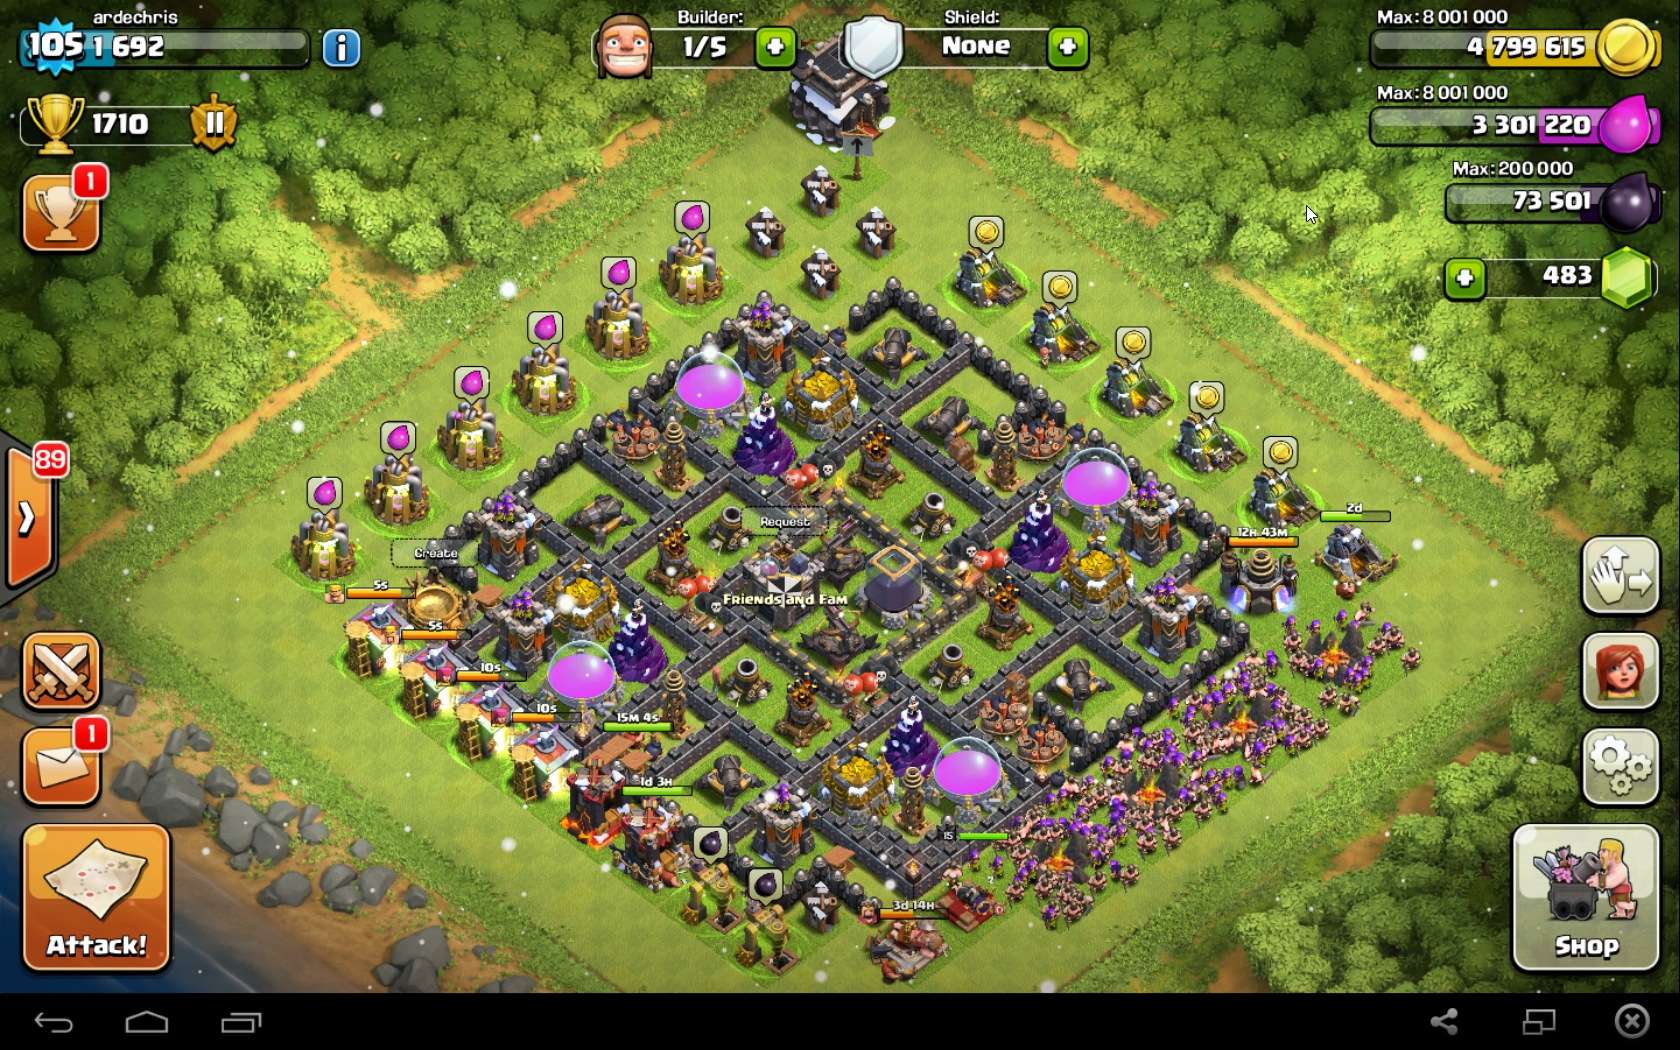 ardechris
105
1 692
i
Builder:
1/5
Shield:
None
Max: 8 001 000
4 799 615
1710
II
Max: 8 001 000
3 301 220
Max: 200 000
73 501
483
1
89
Request
Create
Friends and Fam
2d
12h 43m
5s
5s
10s
10s
15m 4s
1d 3h
15
3d 14h
1
Attack!
Shop